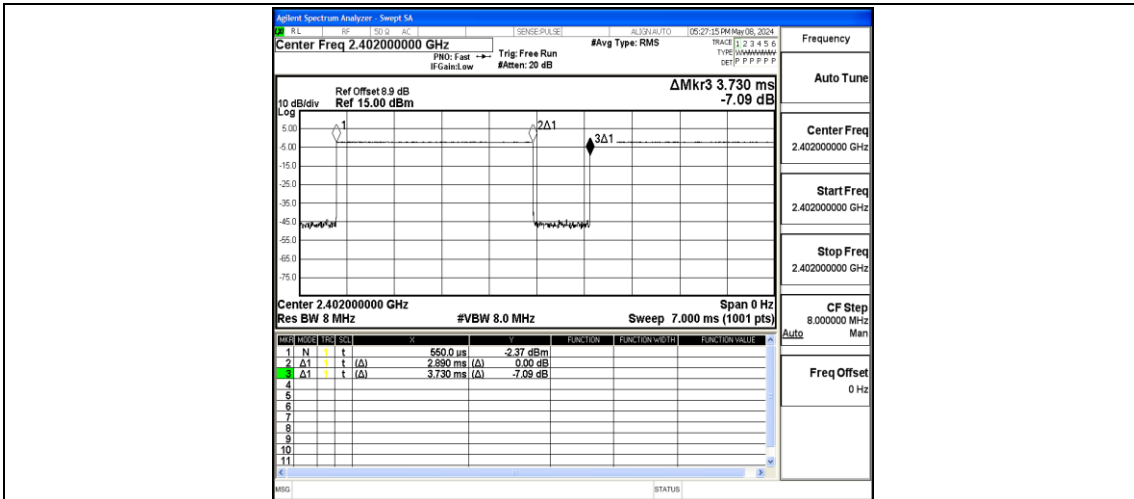 Agilent Spectrum Analyzer - Swept SA
RL RF 50 Ω AC SENSE:PULSE ALIGNAUTO 05:27:15 PM May 08, 2024
Center Freq 2.402000000 GHz
PNO: Fast
IFGain:Low
Trig: Free Run
#Atten: 20 dB
#Avg Type: RMS
TRACE 1 2 3 4 5 6
TYPE
DET P P P P P P
ΔMkr3 3.730 ms
-7.09 dB
Ref Offset 8.9 dB
10 dB/div Ref 15.00 dBm
Log
5.00
-5.00
-15.0
-25.0
-35.0
-45.0
-55.0
-65.0
-75.0
1
2Δ1
3Δ1
Center 2.402000000 GHz Span 0 Hz
Res BW 8 MHz #VBW 8.0 MHz Sweep 7.000 ms (1001 pts)
MKR MODE TRC SCL X Y FUNCTION FUNCTION WIDTH FUNCTION VALUE
1 N 1 t 550.0 µs -2.37 dBm
2 Δ1 1 t (Δ) 2.890 ms (Δ) 0.00 dB
3 Δ1 1 t (Δ) 3.730 ms (Δ) -7.09 dB
4
5
6
7
8
9
10
11
MSG STATUS
Frequency
Auto Tune
Center Freq
2.402000000 GHz
Start Freq
2.402000000 GHz
Stop Freq
2.402000000 GHz
CF Step
8.000000 MHz
Auto Man
Freq Offset
0 Hz